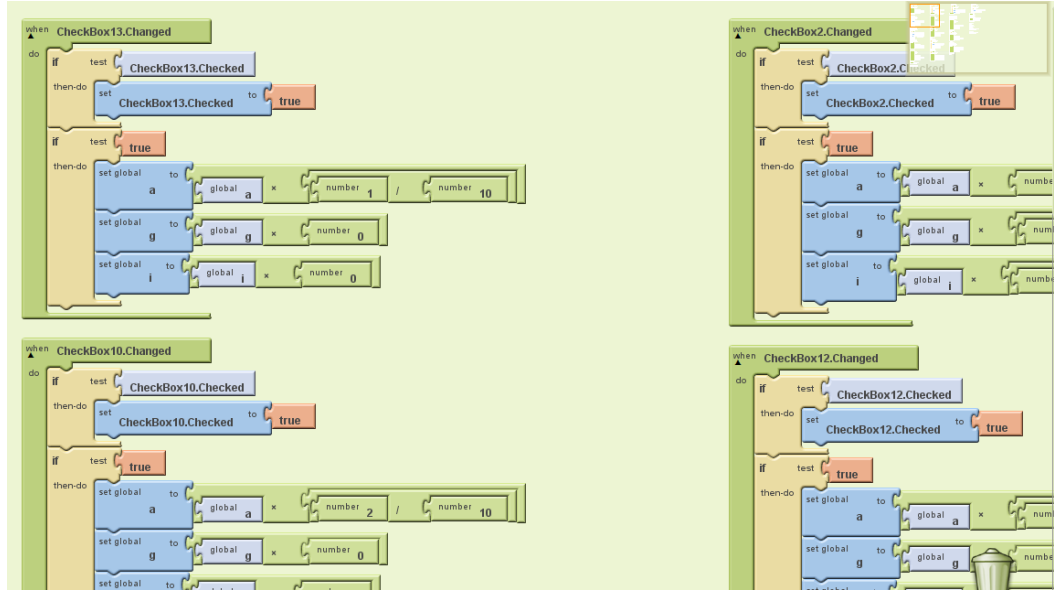 when CheckBox13.Changed
do
if test CheckBox13.Checked
then-do set CheckBox13.Checked to true
if test true
then-do set global a to global a × number 1 / number 10
set global g to global g × number 0
set global i to global i × number 0
when CheckBox10.Changed
do
if test CheckBox10.Checked
then-do set CheckBox10.Checked to true
if test true
then-do set global a to global a × number 2 / number 10
set global g to global g × number 0
set global to
when CheckBox2.Changed
do
if test CheckBox2.Checked
then-do set CheckBox2.Checked to true
if test true
then-do set global a to global a ×
set global g to global g ×
set global i to global i ×
when CheckBox12.Changed
do
if test CheckBox12.Checked
then-do set CheckBox12.Checked to true
if test true
then-do set global a to global a ×
set global g to global g ×
set global to